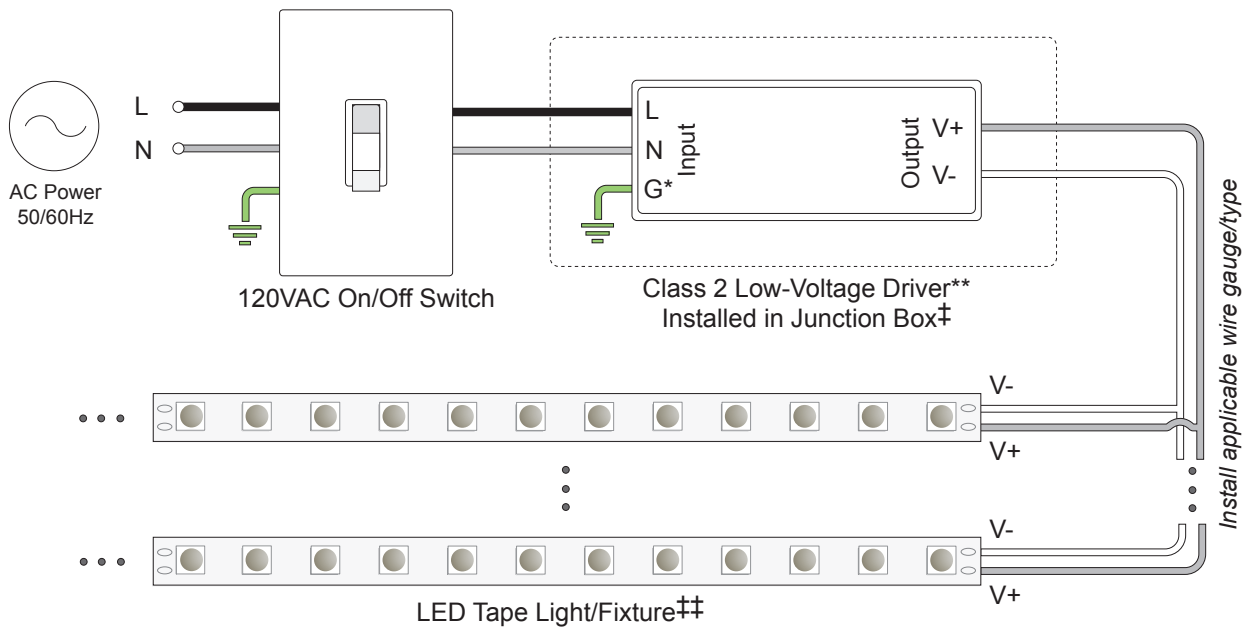 L
N
AC Power
50/60Hz
120VAC On/Off Switch
L
N
G*
Input
Output
V+
V-
Class 2 Low-Voltage Driver**
Installed in Junction Box‡
Install applicable wire gauge/type
V-
V+
V-
V+
LED Tape Light/Fixture‡‡